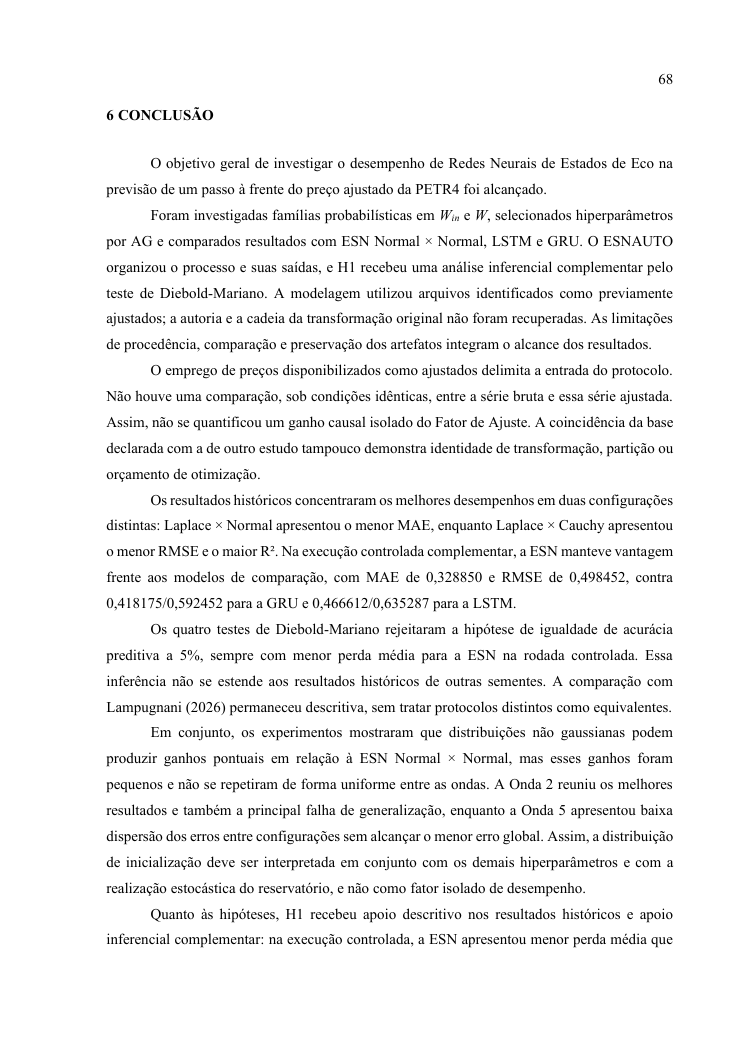 68
6 CONCLUSÃO
O objetivo geral de investigar o desempenho de Redes Neurais de Estados de Eco na
previsão de um passo à frente do preço ajustado da PETR4 foi alcançado.
Foram investigadas famílias probabilísticas em Win e W, selecionados hiperparâmetros
por AG e comparados resultados com ESN Normal × Normal, LSTM e GRU. O ESNAUTO
organizou o processo e suas saídas, e H1 recebeu uma análise inferencial complementar pelo
teste de Diebold-Mariano. A modelagem utilizou arquivos identificados como previamente
ajustados; a autoria e a cadeia da transformação original não foram recuperadas. As limitações
de procedência, comparação e preservação dos artefatos integram o alcance dos resultados.
O emprego de preços disponibilizados como ajustados delimita a entrada do protocolo.
Não houve uma comparação, sob condições idênticas, entre a série bruta e essa série ajustada.
Assim, não se quantificou um ganho causal isolado do Fator de Ajuste. A coincidência da base
declarada com a de outro estudo tampouco demonstra identidade de transformação, partição ou
orçamento de otimização.
Os resultados históricos concentraram os melhores desempenhos em duas configurações
distintas: Laplace × Normal apresentou o menor MAE, enquanto Laplace × Cauchy apresentou
o menor RMSE e o maior R². Na execução controlada complementar, a ESN manteve vantagem
frente aos modelos de comparação, com MAE de 0,328850 e RMSE de 0,498452, contra
0,418175/0,592452 para a GRU e 0,466612/0,635287 para a LSTM.
Os quatro testes de Diebold-Mariano rejeitaram a hipótese de igualdade de acurácia
preditiva a 5%, sempre com menor perda média para a ESN na rodada controlada. Essa
inferência não se estende aos resultados históricos de outras sementes. A comparação com
Lampugnani (2026) permaneceu descritiva, sem tratar protocolos distintos como equivalentes.
Em conjunto, os experimentos mostraram que distribuições não gaussianas podem
produzir ganhos pontuais em relação à ESN Normal × Normal, mas esses ganhos foram
pequenos e não se repetiram de forma uniforme entre as ondas. A Onda 2 reuniu os melhores
resultados e também a principal falha de generalização, enquanto a Onda 5 apresentou baixa
dispersão dos erros entre configurações sem alcançar o menor erro global. Assim, a distribuição
de inicialização deve ser interpretada em conjunto com os demais hiperparâmetros e com a
realização estocástica do reservatório, e não como fator isolado de desempenho.
Quanto às hipóteses, H1 recebeu apoio descritivo nos resultados históricos e apoio
inferencial complementar: na execução controlada, a ESN apresentou menor perda média que